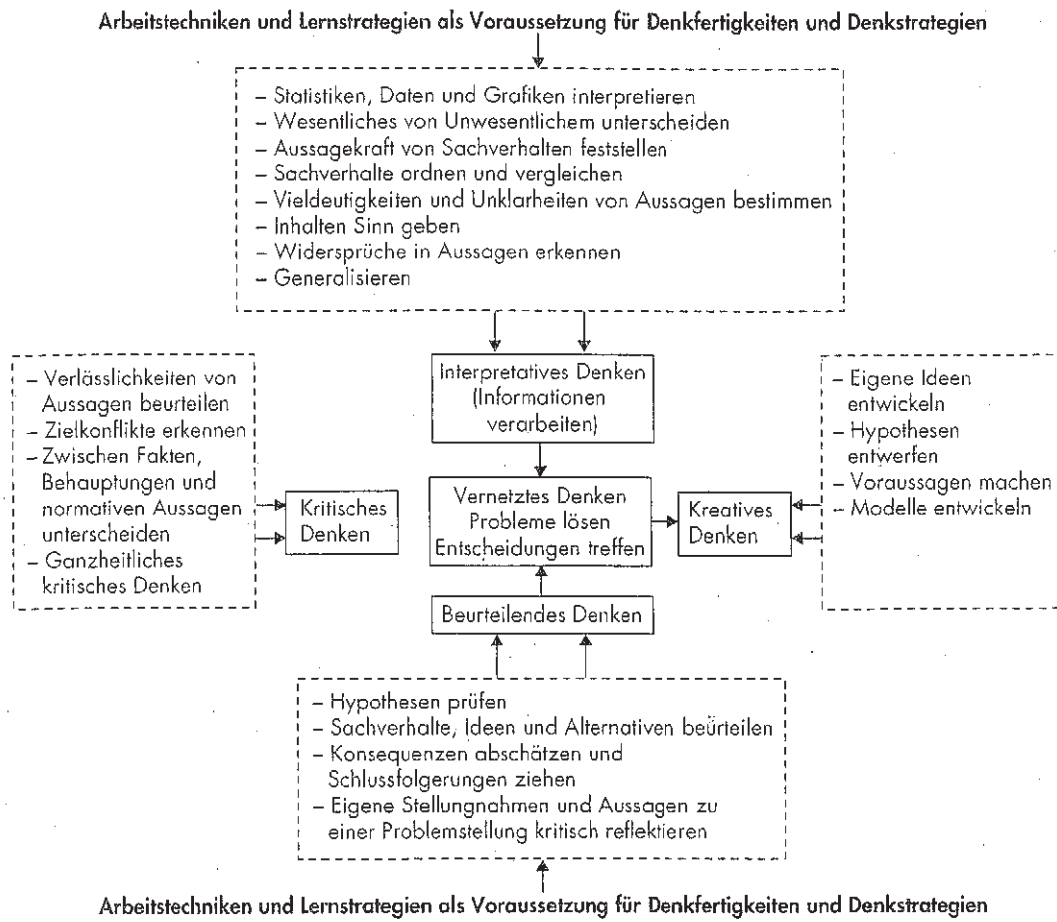 Arbeitstechniken und Lernstrategien als Voraussetzung für Denkfertigkeiten und Denkstrategien
– Statistiken, Daten und Grafiken interpretieren
– Wesentliches von Unwesentlichem unterscheiden
– Aussagekraft von Sachverhalten feststellen
– Sachverhalte ordnen und vergleichen
– Vieldeutigkeiten und Unklarheiten von Aussagen bestimmen
– Inhalten Sinn geben
– Widersprüche in Aussagen erkennen
– Generalisieren
– Verlässlichkeiten von
Aussagen beurteilen
– Zielkonflikte erkennen
– Zwischen Fakten,
Behauptungen und
normativen Aussagen
unterscheiden
– Ganzheitliches
kritisches Denken
Kritisches
Denken
Interpretatives Denken
(Informationen
verarbeiten)
Vernetztes Denken
Probleme lösen
Entscheidungen treffen
Beurteilendes Denken
Kreatives
Denken
– Eigene Ideen
entwickeln
– Hypothesen
entwerfen
– Voraussagen machen
– Modelle entwickeln
– Hypothesen prüfen
– Sachverhalte, Ideen und Alternativen beurteilen
– Konsequenzen abschätzen und
Schlussfolgerungen ziehen
– Eigene Stellungnahmen und Aussagen zu
einer Problemstellung kritisch reflektieren
Arbeitstechniken und Lernstrategien als Voraussetzung für Denkfertigkeiten und Denkstrategien